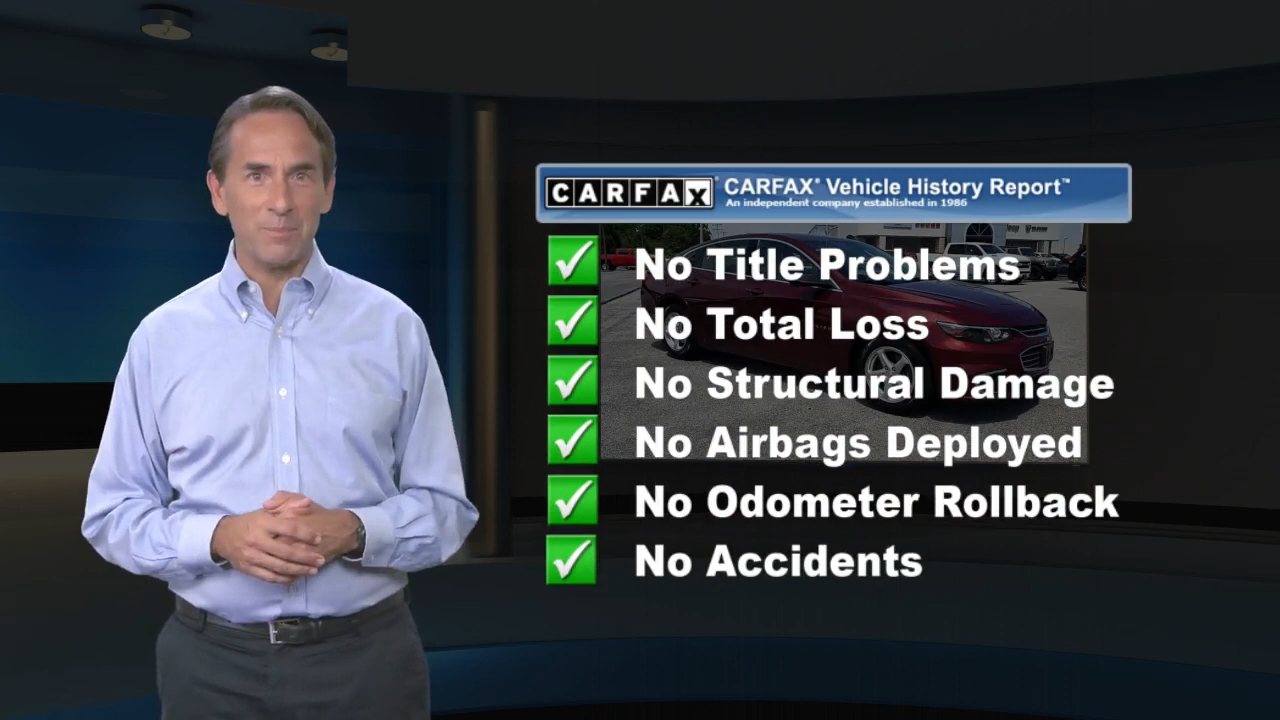 CARFAX
CARFAX® Vehicle History Report™
An independent company established in 1986
No Title Problems
No Total Loss
No Structural Damage
No Airbags Deployed
No Odometer Rollback
No Accidents